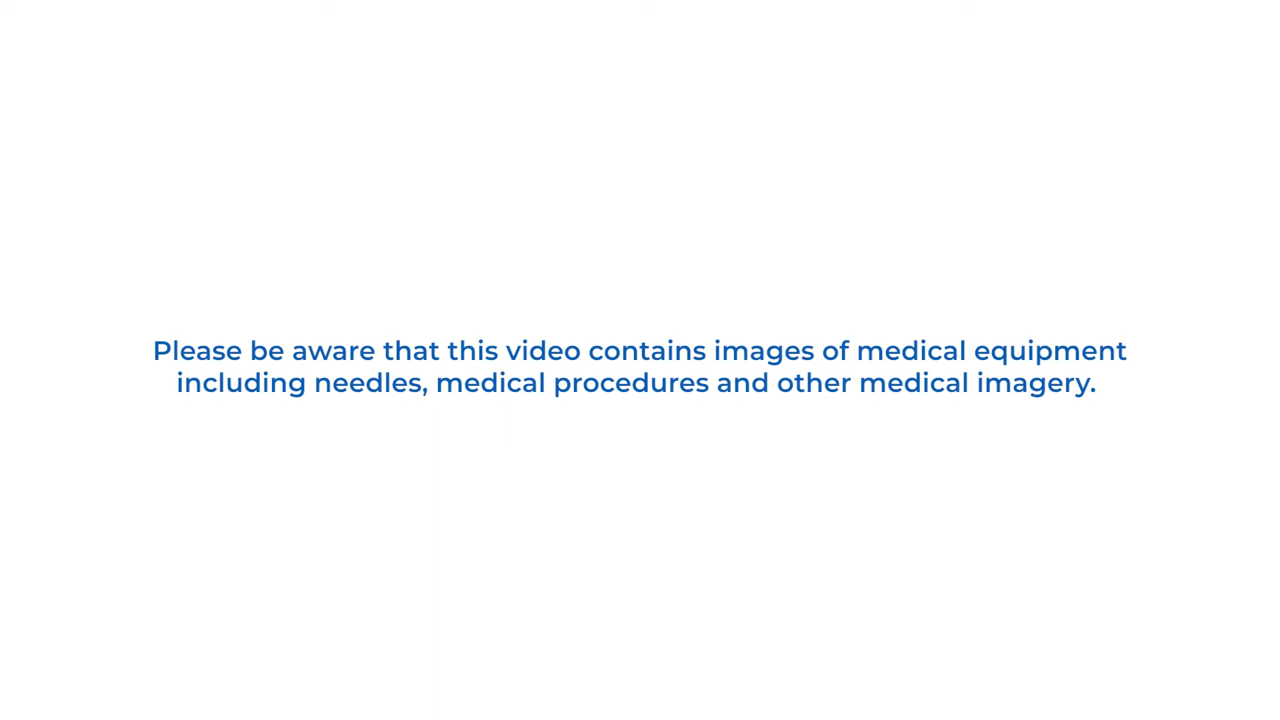 Please be aware that this video contains images of medical equipment
including needles, medical procedures and other medical imagery.